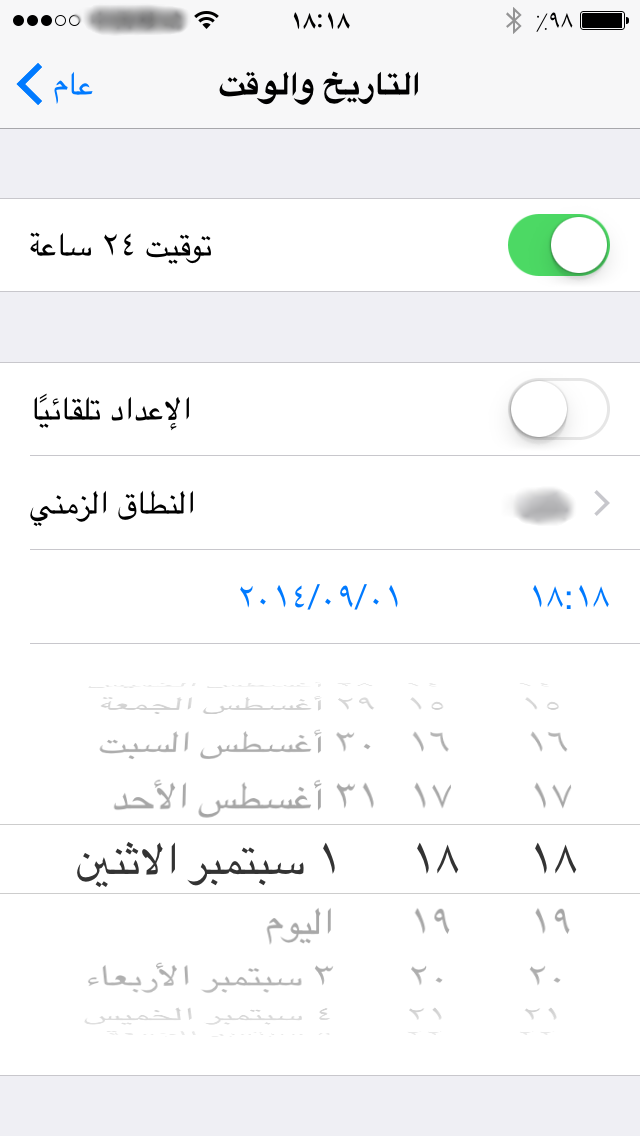 ١٨:١٨ ٪٩٨
عام التاريخ والوقت
توقيت ٢٤ ساعة
الإعداد تلقائيًا
النطاق الزمني
٢٠١٤/٠٩/٠١ ١٨:١٨
٢٩ أغسطس الجمعة ١٥ ١٥
٣٠ أغسطس السبت ١٦ ١٦
٣١ أغسطس الأحد ١٧ ١٧
١ سبتمبر الاثنين ١٨ ١٨
اليوم ١٩ ١٩
٣ سبتمبر الأربعاء ٢٠ ٢٠
٤ سبتمبر الخميس ٢١ ٢١